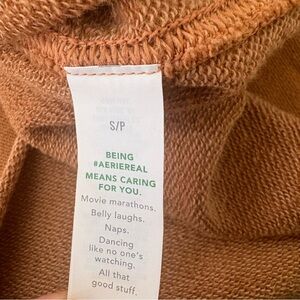 S/P
BEING
#AERIEREAL
MEANS CARING
FOR YOU.
Movie marathons.
Belly laughs.
Naps.
Dancing
like no one's
watching.
All that
good stuff.